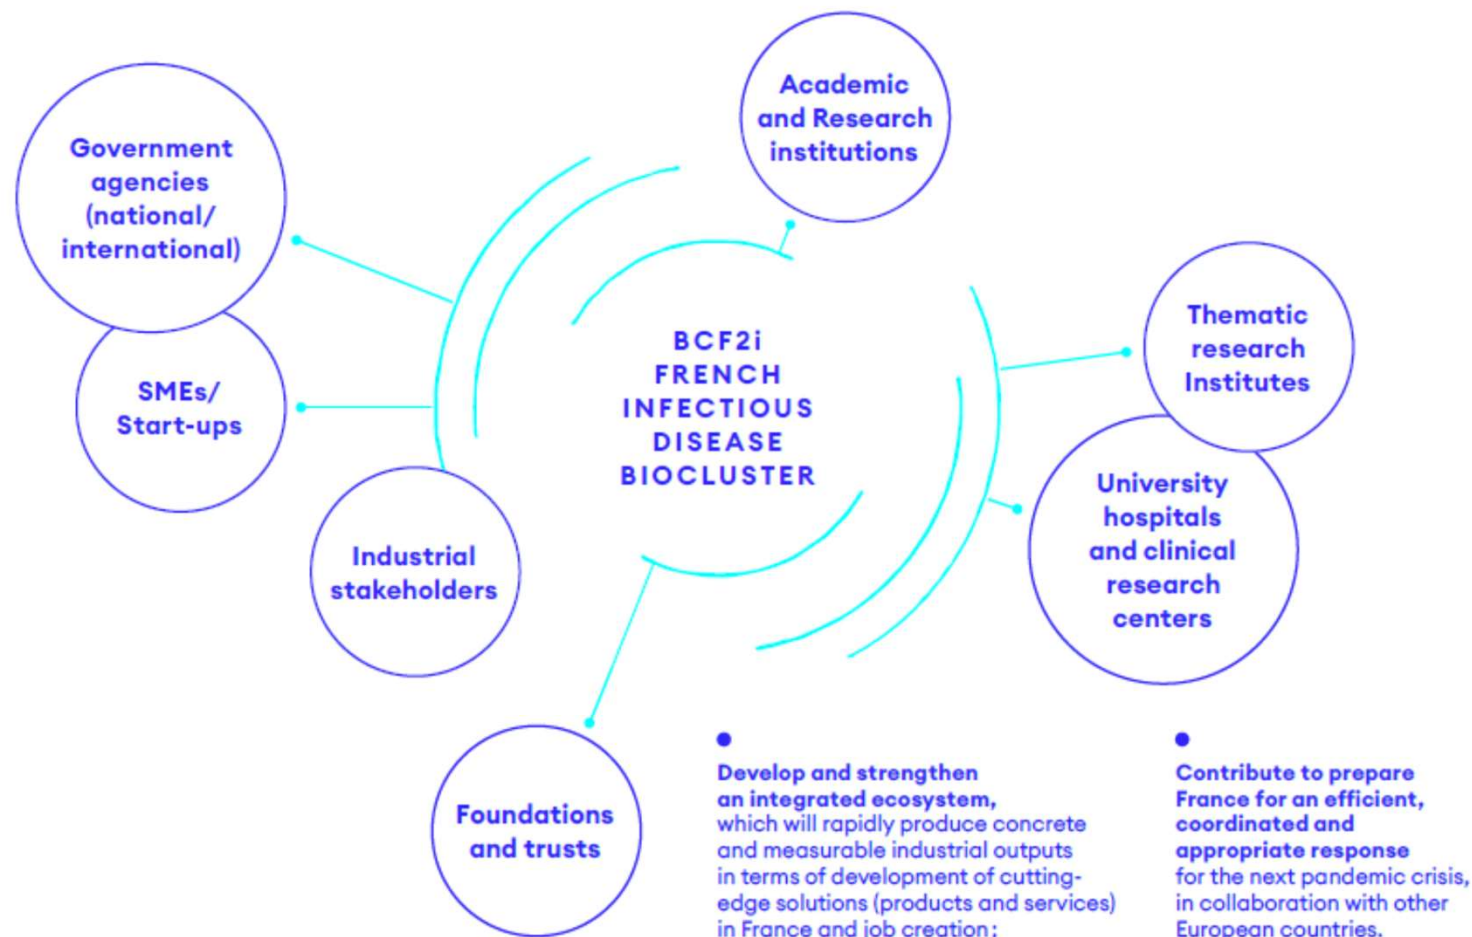 Academic
and Research
institutions
Government
agencies
(national/
international)
SMEs/
Start-ups
Industrial
stakeholders
BCF2i
FRENCH
INFECTIOUS
DISEASE
BIOCLUSTER
Thematic
research
Institutes
University
hospitals
and clinical
research
centers
Foundations
and trusts
Develop and strengthen
an integrated ecosystem,
which will rapidly produce concrete
and measurable industrial outputs
in terms of development of cutting-
edge solutions (products and services)
in France and job creation;
Contribute to prepare
France for an efficient,
coordinated and
appropriate response
for the next pandemic crisis,
in collaboration with other
European countries.